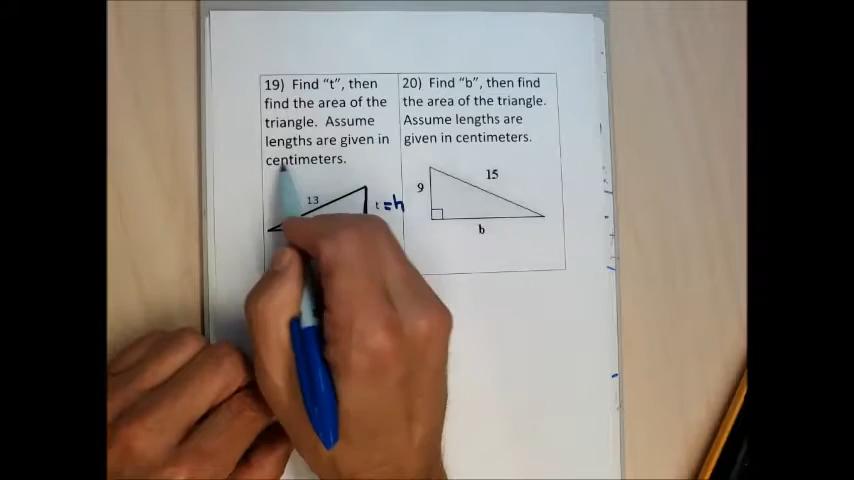 19) Find “t”, then
find the area of the
triangle. Assume
lengths are given in
centimeters.
13
t = h
20) Find “b”, then find
the area of the triangle.
Assume lengths are
given in centimeters.
15
9
b